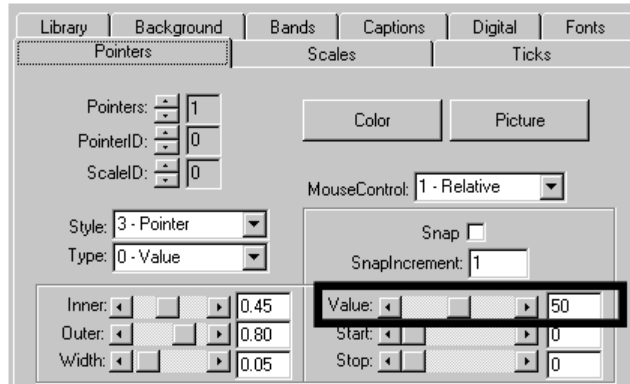 Library Background Bands Captions Digital Fonts
Pointers Scales Ticks
Pointers: 1
PointerID: 0
ScaleID: 0
Color Picture
MouseControl: 1 - Relative
Style: 3 - Pointer
Type: 0 - Value
Snap
SnapIncrement: 1
Inner: 0.45
Outer: 0.80
Width: 0.05
Value: 50
Start: 0
Stop: 0